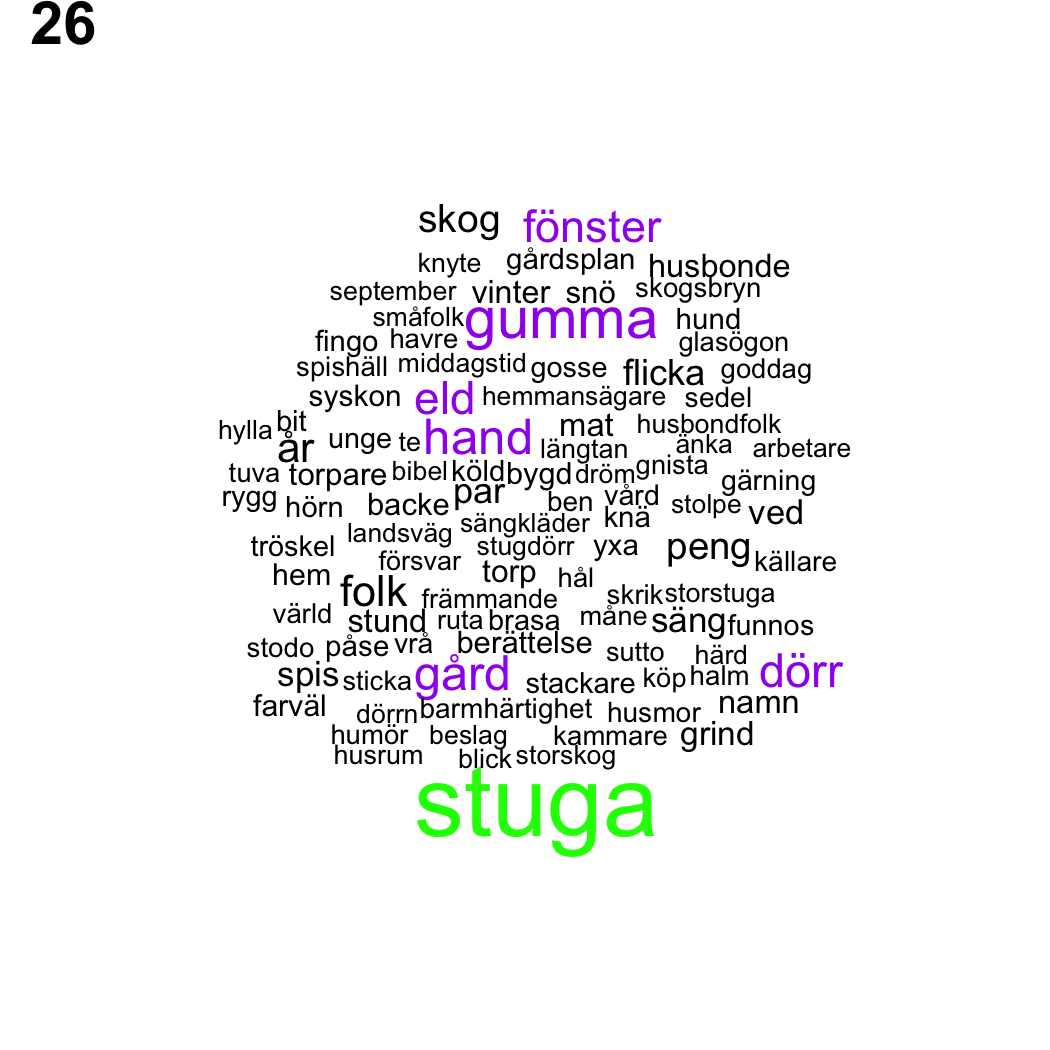 26
skog fönster
knyte gårdsplan husbonde
september vinter snö skogsbryn
småfolk gumma hund
fingo havre glasögon
spishäll middagstid gosse flicka goddag
syskon eld hemmansägare sedel
hylla bit mat husbondfolk
år unge te hand längtan änka arbetare
tuva torpare bibel köld bygd dröm gnista gärning
rygg hörn backe par ben vård stolpe ved
landsväg sängkläder knä
tröskel försvar stugdörr yxa peng källare
hem folk torp hål
främmande skrik storstuga
värld stund ruta brasa måne säng funnos
stodo påse vrå berättelse sutto härd
spis sticka gård stackare köp halm dörr
farväl dörrn barmhärtighet husmor namn
humör beslag kammare grind
husrum blick storskog
stuga